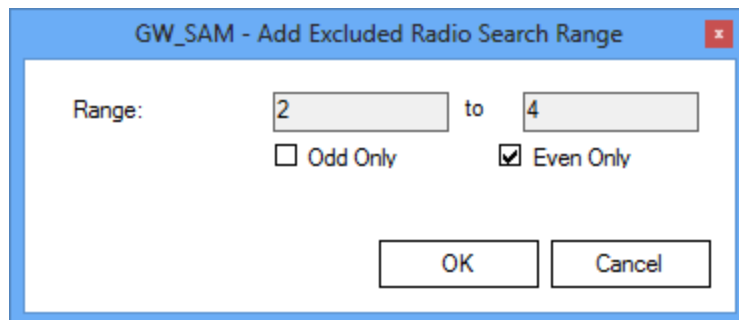 GW_SAM - Add Excluded Radio Search Range
x
Range: 2 to 4
Odd Only Even Only
OK Cancel